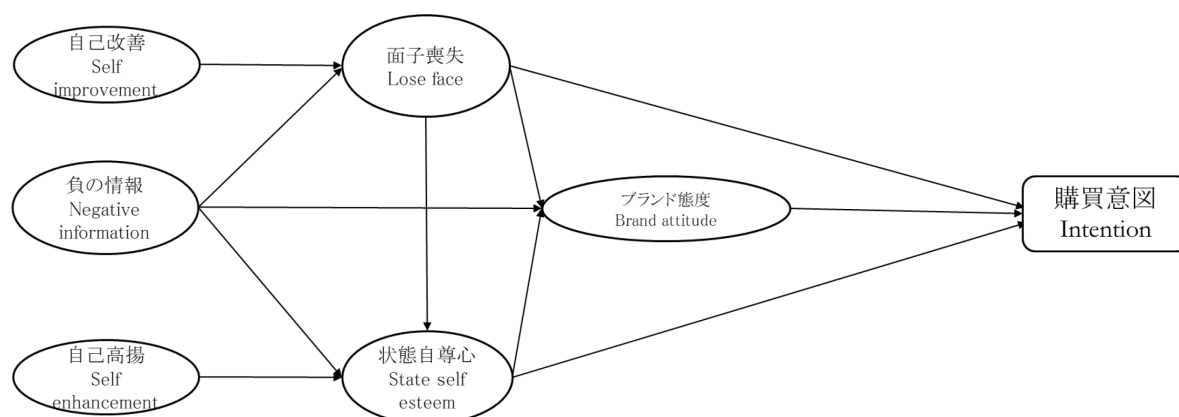 自己改善
Self
improvement
面子喪失
Lose face
負の情報
Negative
information
ブランド態度
Brand attitude
購買意図
Intention
自己高揚
Self
enhancement
状態自尊心
State self
esteem